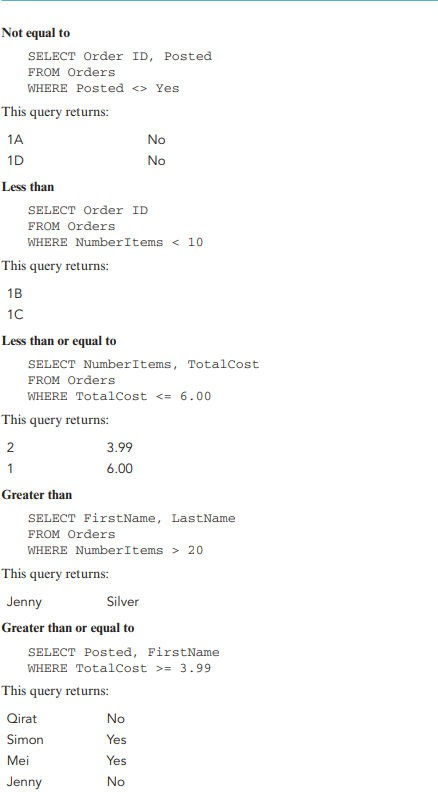 Not equal to
SELECT Order ID, Posted
FROM Orders
WHERE Posted <> Yes
This query returns:
1A No
1D No
Less than
SELECT Order ID
FROM Orders
WHERE NumberItems < 10
This query returns:
1B
1C
Less than or equal to
SELECT NumberItems, TotalCost
FROM Orders
WHERE TotalCost <= 6.00
This query returns:
2 3.99
1 6.00
Greater than
SELECT FirstName, LastName
FROM Orders
WHERE NumberItems > 20
This query returns:
Jenny Silver
Greater than or equal to
SELECT Posted, FirstName
WHERE TotalCost >= 3.99
This query returns:
Qirat No
Simon Yes
Mei Yes
Jenny No